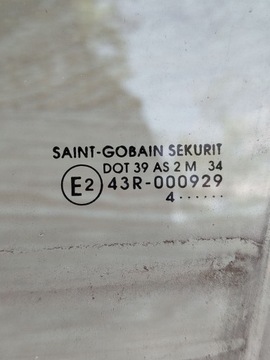 SAINT-GOBAIN SEKURIT
DOT 39 AS 2 M 34
E2 43R-000929
4 ······